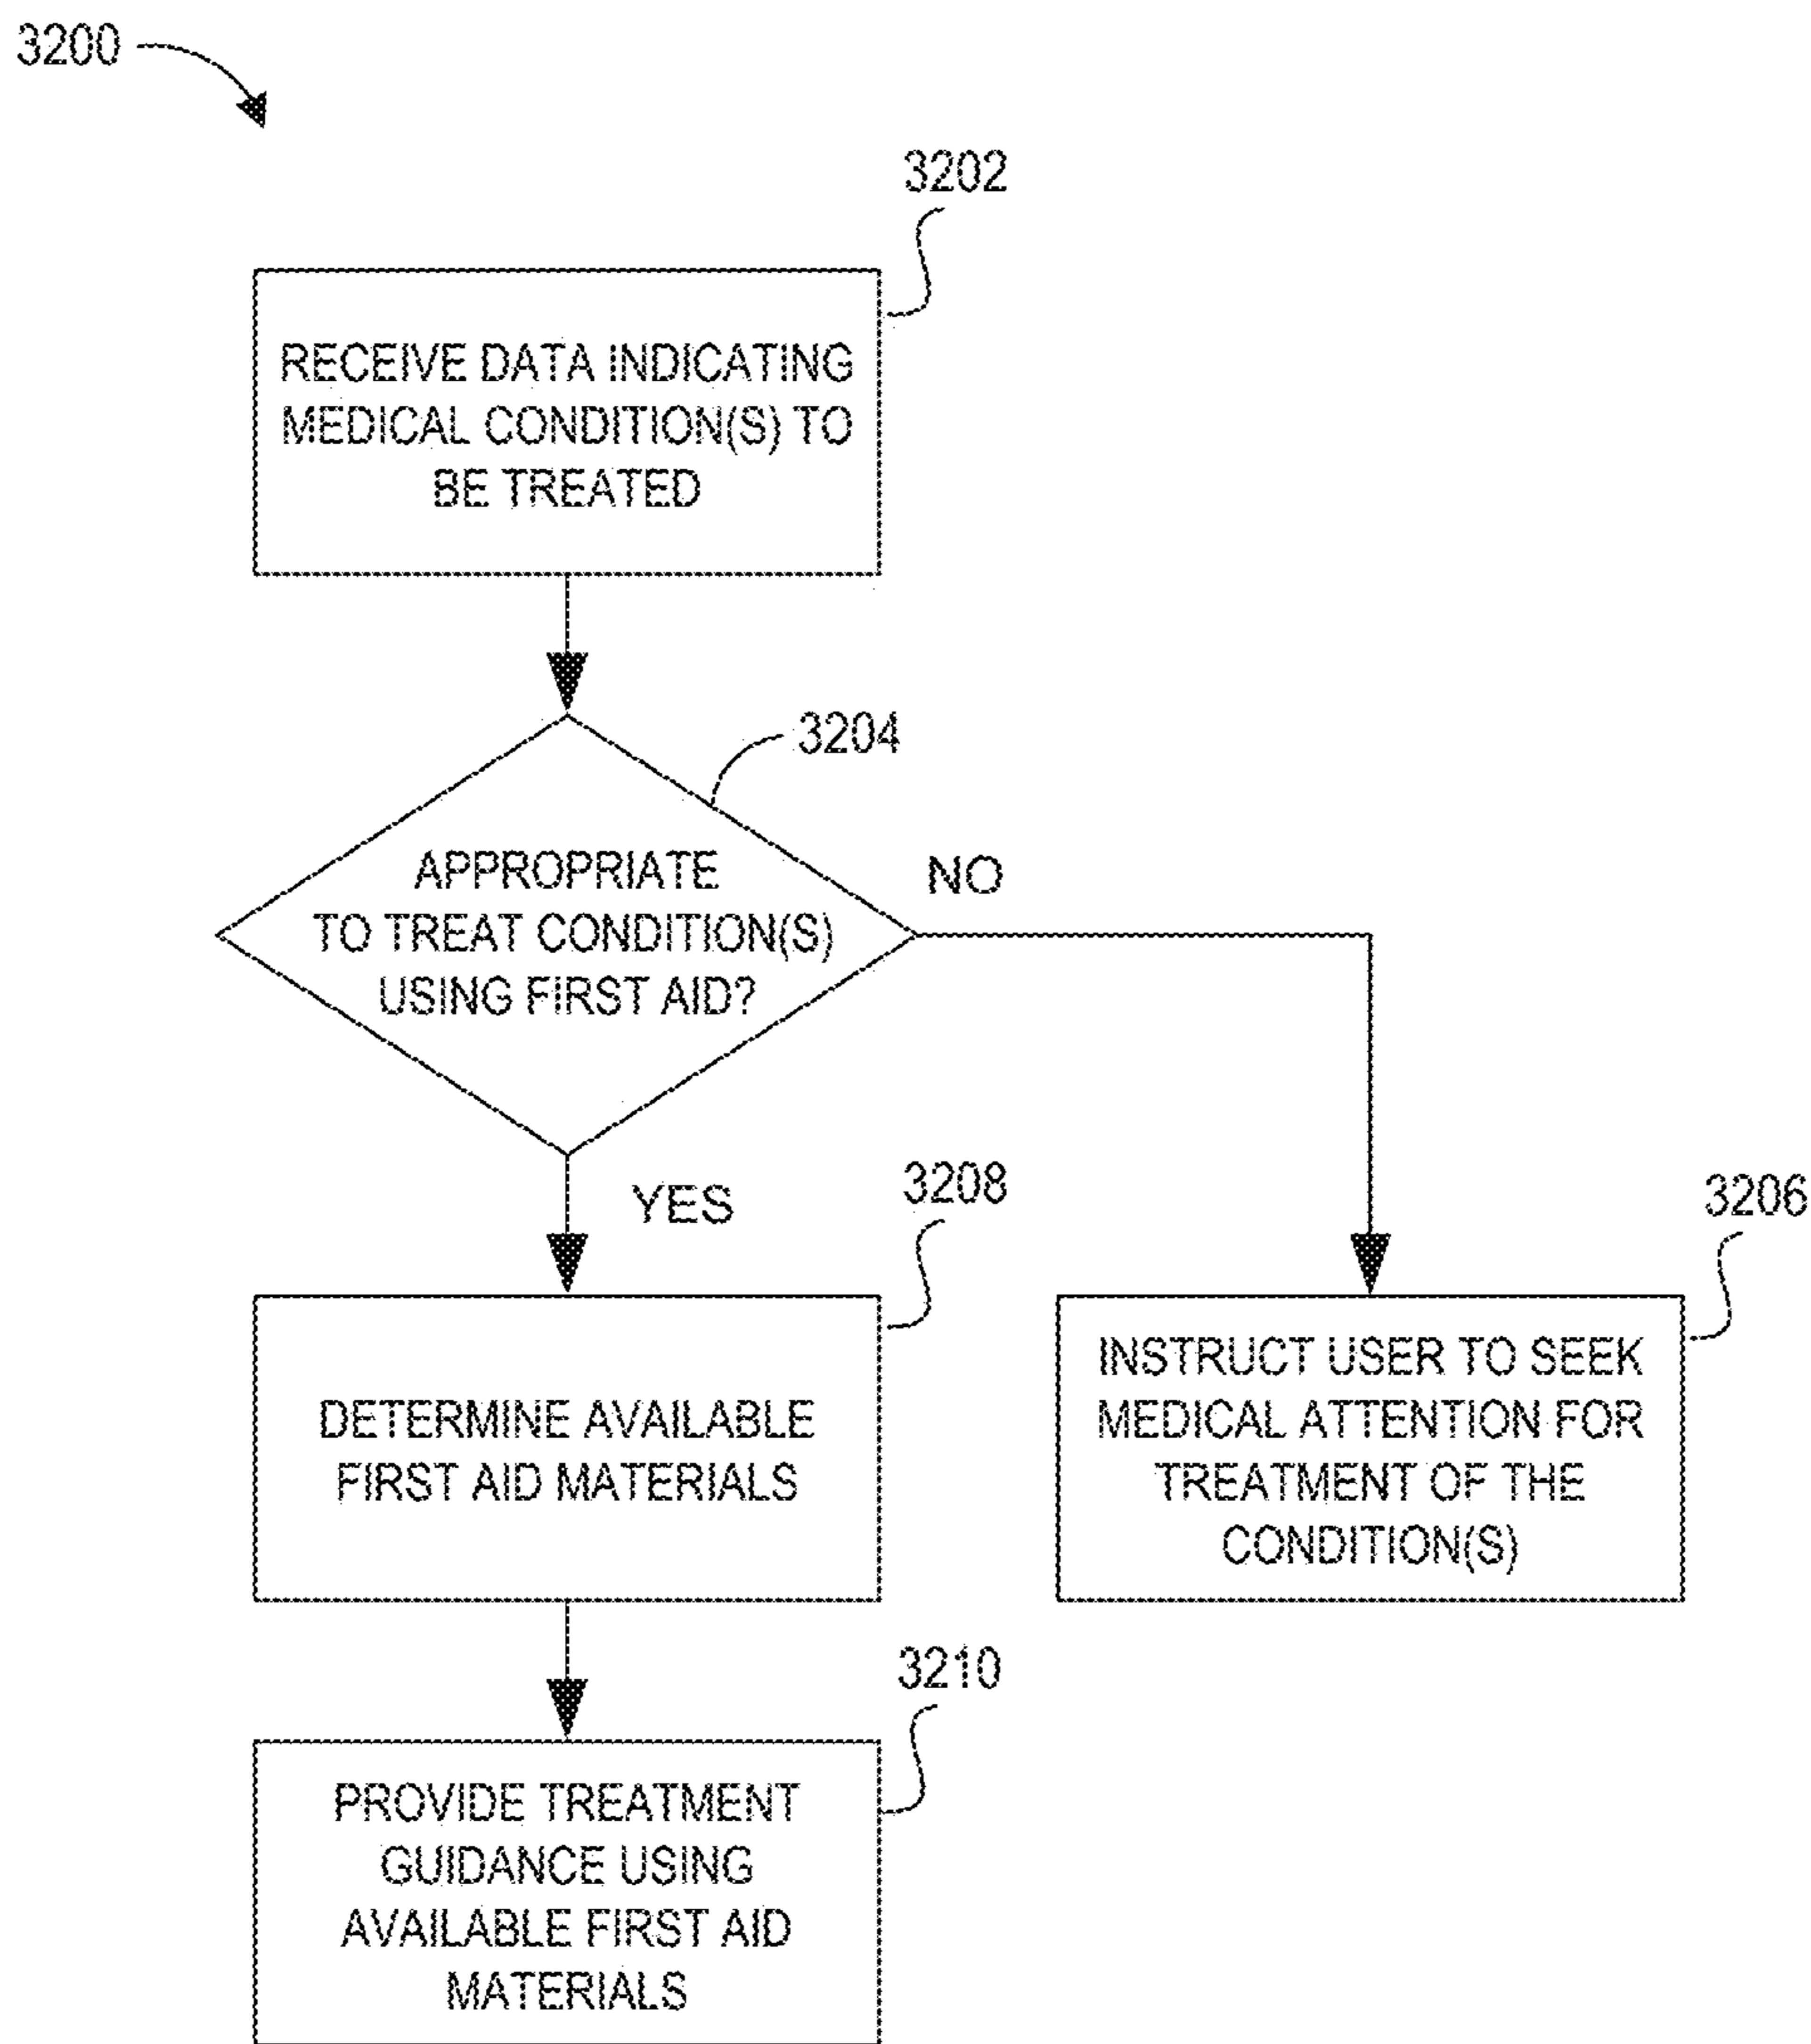 3200
3202
RECEIVE DATA INDICATING
MEDICAL CONDITION(S) TO
BE TREATED
3204
APPROPRIATE
TO TREAT CONDITION(S)
USING FIRST AID?
NO
YES
3208
DETERMINE AVAILABLE
FIRST AID MATERIALS
3206
INSTRUCT USER TO SEEK
MEDICAL ATTENTION FOR
TREATMENT OF THE
CONDITION(S)
3210
PROVIDE TREATMENT
GUIDANCE USING
AVAILABLE FIRST AID
MATERIALS